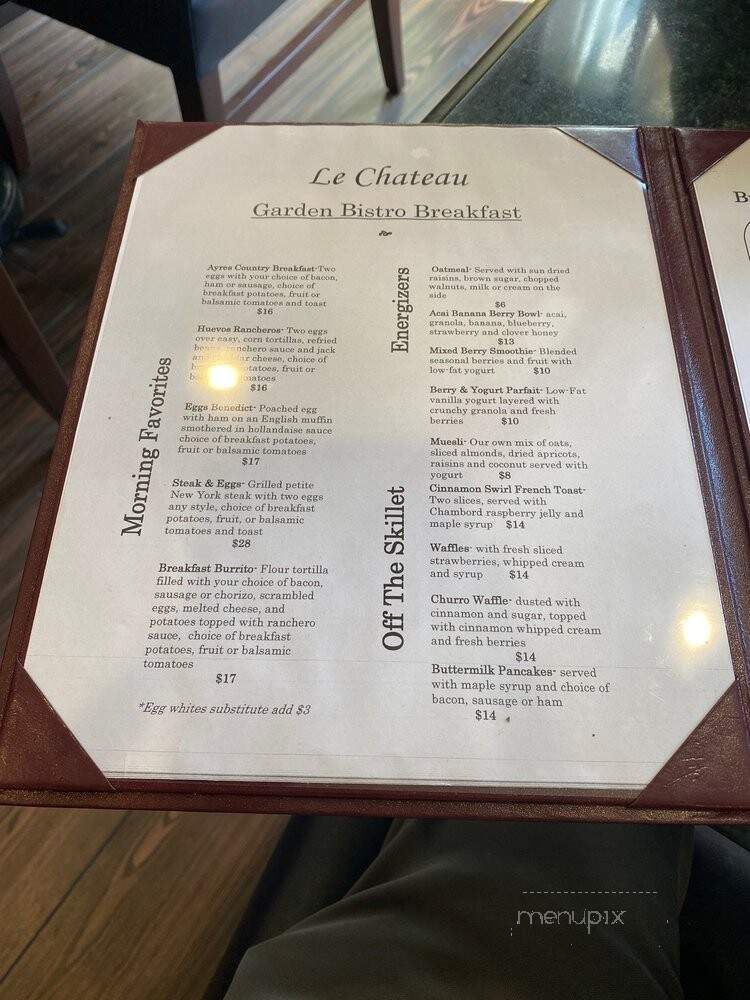 Le Chateau
Garden Bistro Breakfast
Morning Favorites
Ayres Country Breakfast- Two
eggs with your choice of bacon,
ham or sausage, choice of
breakfast potatoes, fruit or
balsamic tomatoes and toast
$16
Huevos Rancheros- Two eggs
over easy, corn tortillas, refried
ranchero sauce and jack
cheese, choice of
potatoes, fruit or
tomatoes
$16
Eggs Benedict- Poached egg
with ham on an English muffin
smothered in hollandaise sauce
choice of breakfast potatoes,
fruit or balsamic tomatoes
$17
Steak & Eggs- Grilled petite
New York steak with two eggs
any style, choice of breakfast
potatoes, fruit, or balsamic
tomatoes and toast
$28
Breakfast Burrito- Flour tortilla
filled with your choice of bacon,
sausage or chorizo, scrambled
eggs, melted cheese, and
potatoes topped with ranchero
sauce, choice of breakfast
potatoes, fruit or balsamic
tomatoes
$17
*Egg whites substitute add $3
Energizers
Oatmeal- Served with sun dried
raisins, brown sugar, chopped
walnuts, milk or cream on the
side
$6
Acai Banana Berry Bowl- acai,
granola, banana, blueberry,
strawberry and clover honey
$13
Mixed Berry Smoothie- Blended
seasonal berries and fruit with
low-fat yogurt $10
Berry & Yogurt Parfait- Low-Fat
vanilla yogurt layered with
crunchy granola and fresh
berries $10
Muesli- Our own mix of oats,
sliced almonds, dried apricots,
raisins and coconut served with
yogurt $8
Off The Skillet
Cinnamon Swirl French Toast-
Two slices, served with
Chambord raspberry jelly and
maple syrup $14
Waffles- with fresh sliced
strawberries, whipped cream
and syrup $14
Churro Waffle- dusted with
cinnamon and sugar, topped
with cinnamon whipped cream
and fresh berries
$14
Buttermilk Pancakes- served
with maple syrup and choice of
bacon, sausage or ham
$14
menupix